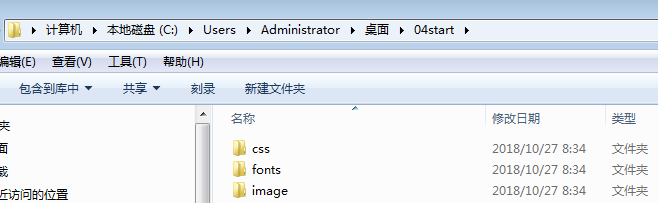 计算机 本地磁盘 (C:) Users Administrator 桌面 04start
编辑(E) 查看(V) 工具(T) 帮助(H)
包含到库中 共享 刻录 新建文件夹
名称 修改日期 类型
夹
css 2018/10/27 8:34 文件夹
面
fonts 2018/10/27 8:34 文件夹
载
image 2018/10/27 8:34 文件夹
近访问的位置